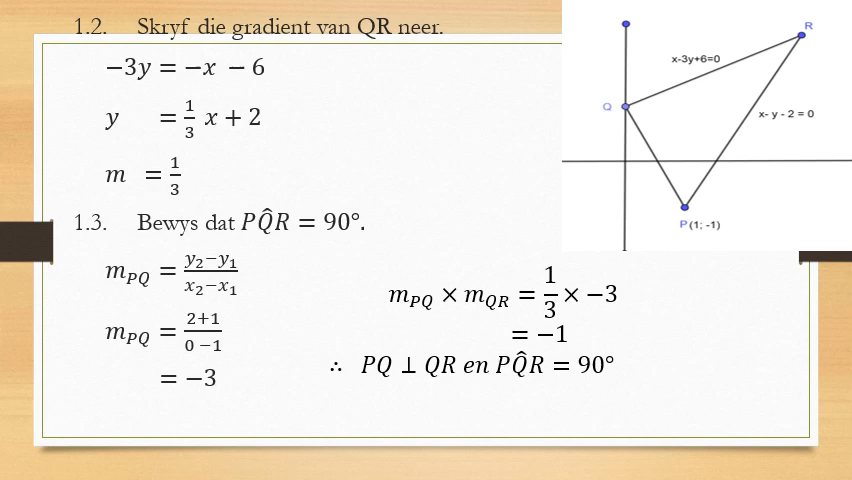 1.2. Skryf die gradient van QR neer.
−3y = −x − 6
y = 1/3 x + 2
m = 1/3
1.3. Bewys dat PQ̂R = 90°.
m_PQ = (y₂−y₁)/(x₂−x₁)
m_PQ = (2+1)/(0 −1)
= −3
m_PQ × m_QR = 1/3 × −3
= −1
∴ PQ ⊥ QR en PQ̂R = 90°
R
x-3y+6=0
Q
x- y - 2 = 0
P(1; -1)